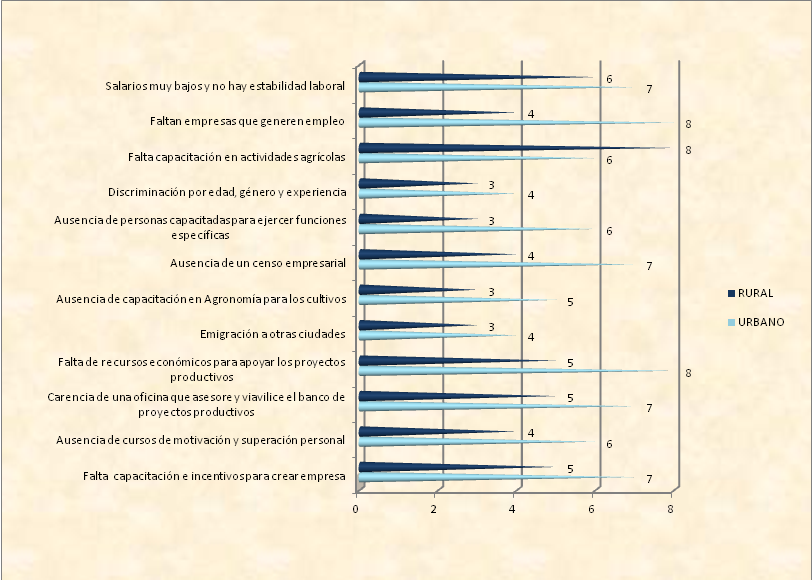 Salarios muy bajos y no hay estabilidad laboral
6
7
Faltan empresas que generen empleo
4
8
Falta capacitación en actividades agrícolas
8
6
Discriminación por edad, género y experiencia
3
4
Ausencia de personas capacitadas para ejercer funciones
específicas
3
6
Ausencia de un censo empresarial
4
7
Ausencia de capacitación en Agronomía para los cultivos
3
5
Emigración a otras ciudades
3
4
Falta de recursos económicos para apoyar los proyectos
productivos
5
8
Carencia de una oficina que asesore y viavilice el banco de
proyectos productivos
5
7
Ausencia de cursos de motivación y superación personal
4
6
Falta capacitación e incentivos para crear empresa
5
7
0 2 4 6 8
RURAL
URBANO